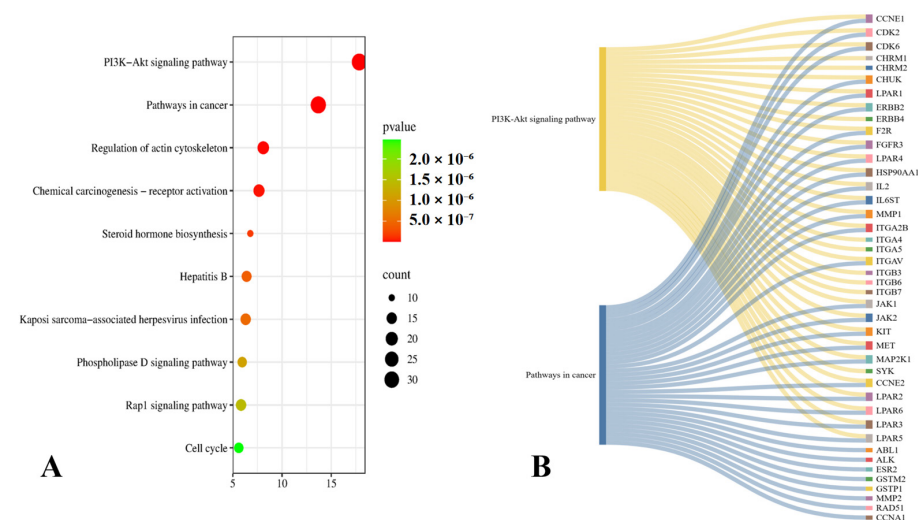 PI3K−Akt signaling pathway
Pathways in cancer
Regulation of actin cytoskeleton
Chemical carcinogenesis − receptor activation
Steroid hormone biosynthesis
Hepatitis B
Kaposi sarcoma−associated herpesvirus infection
Phospholipase D signaling pathway
Rap1 signaling pathway
Cell cycle
5 10 15
pvalue
2.0 × 10⁻⁶
1.5 × 10⁻⁶
1.0 × 10⁻⁶
5.0 × 10⁻⁷
count
10
15
20
25
30
A
PI3K-Akt signaling pathway
Pathways in cancer
CCNE1
CDK2
CDK6
CHRM1
CHRM2
CHUK
LPAR1
ERBB2
ERBB4
F2R
FGFR3
LPAR4
HSP90AA1
IL2
IL6ST
MMP1
ITGA2B
ITGA4
ITGA5
ITGAV
ITGB3
ITGB6
ITGB7
JAK1
JAK2
KIT
MET
MAP2K1
SYK
CCNE2
LPAR2
LPAR6
LPAR3
LPAR5
ABL1
ALK
ESR2
GSTM2
GSTP1
MMP2
RAD51
CCNA1
B